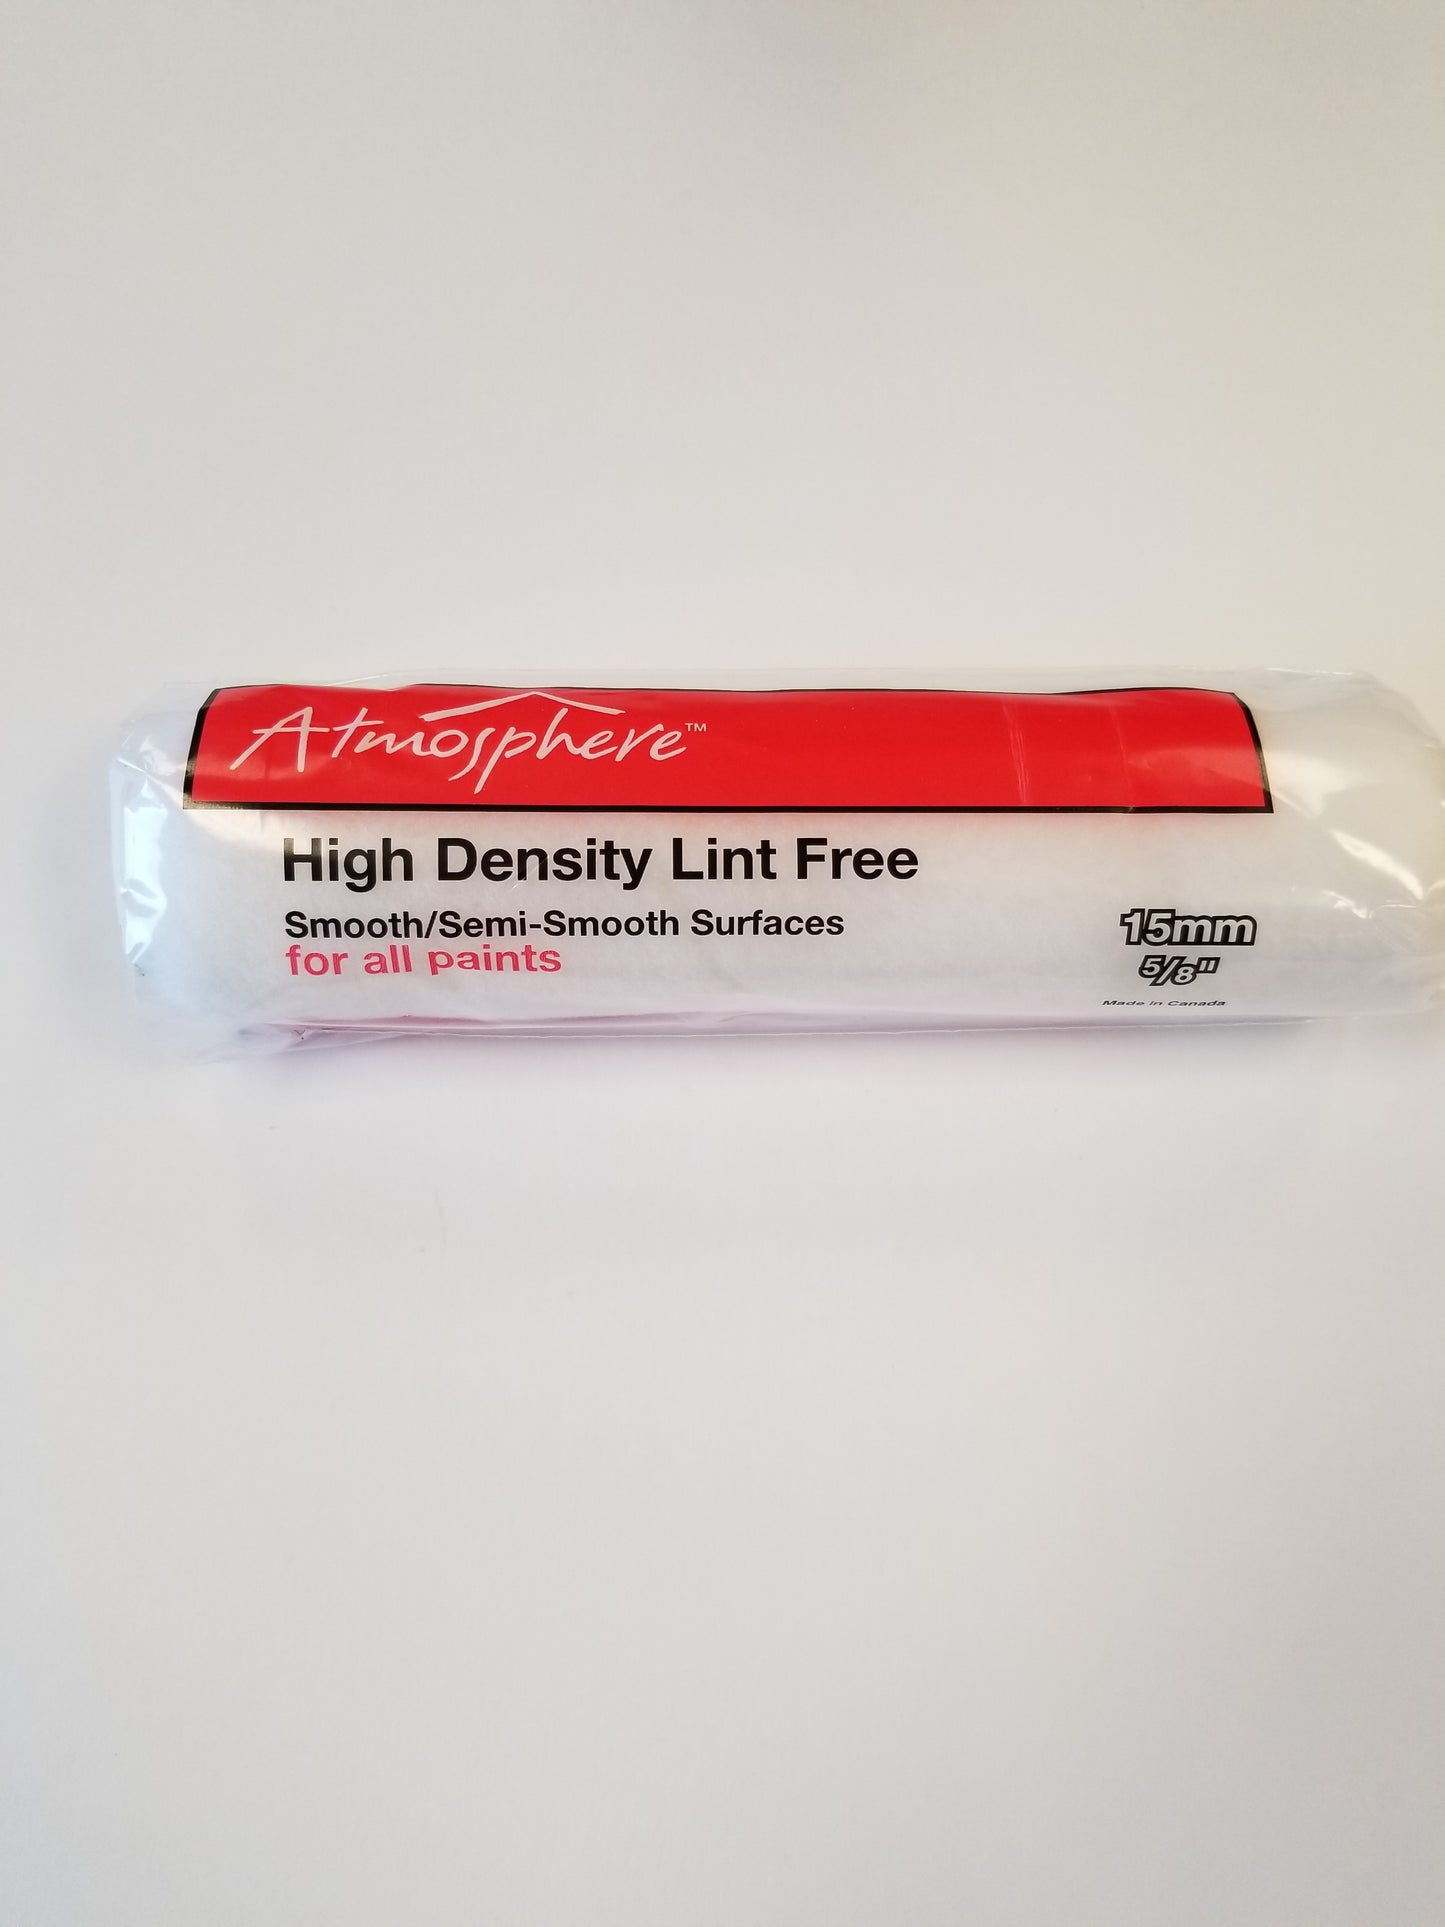 Atmosphere™
High Density Lint Free
Smooth/Semi-Smooth Surfaces
for all paints
15mm
5/8"
Made in Canada